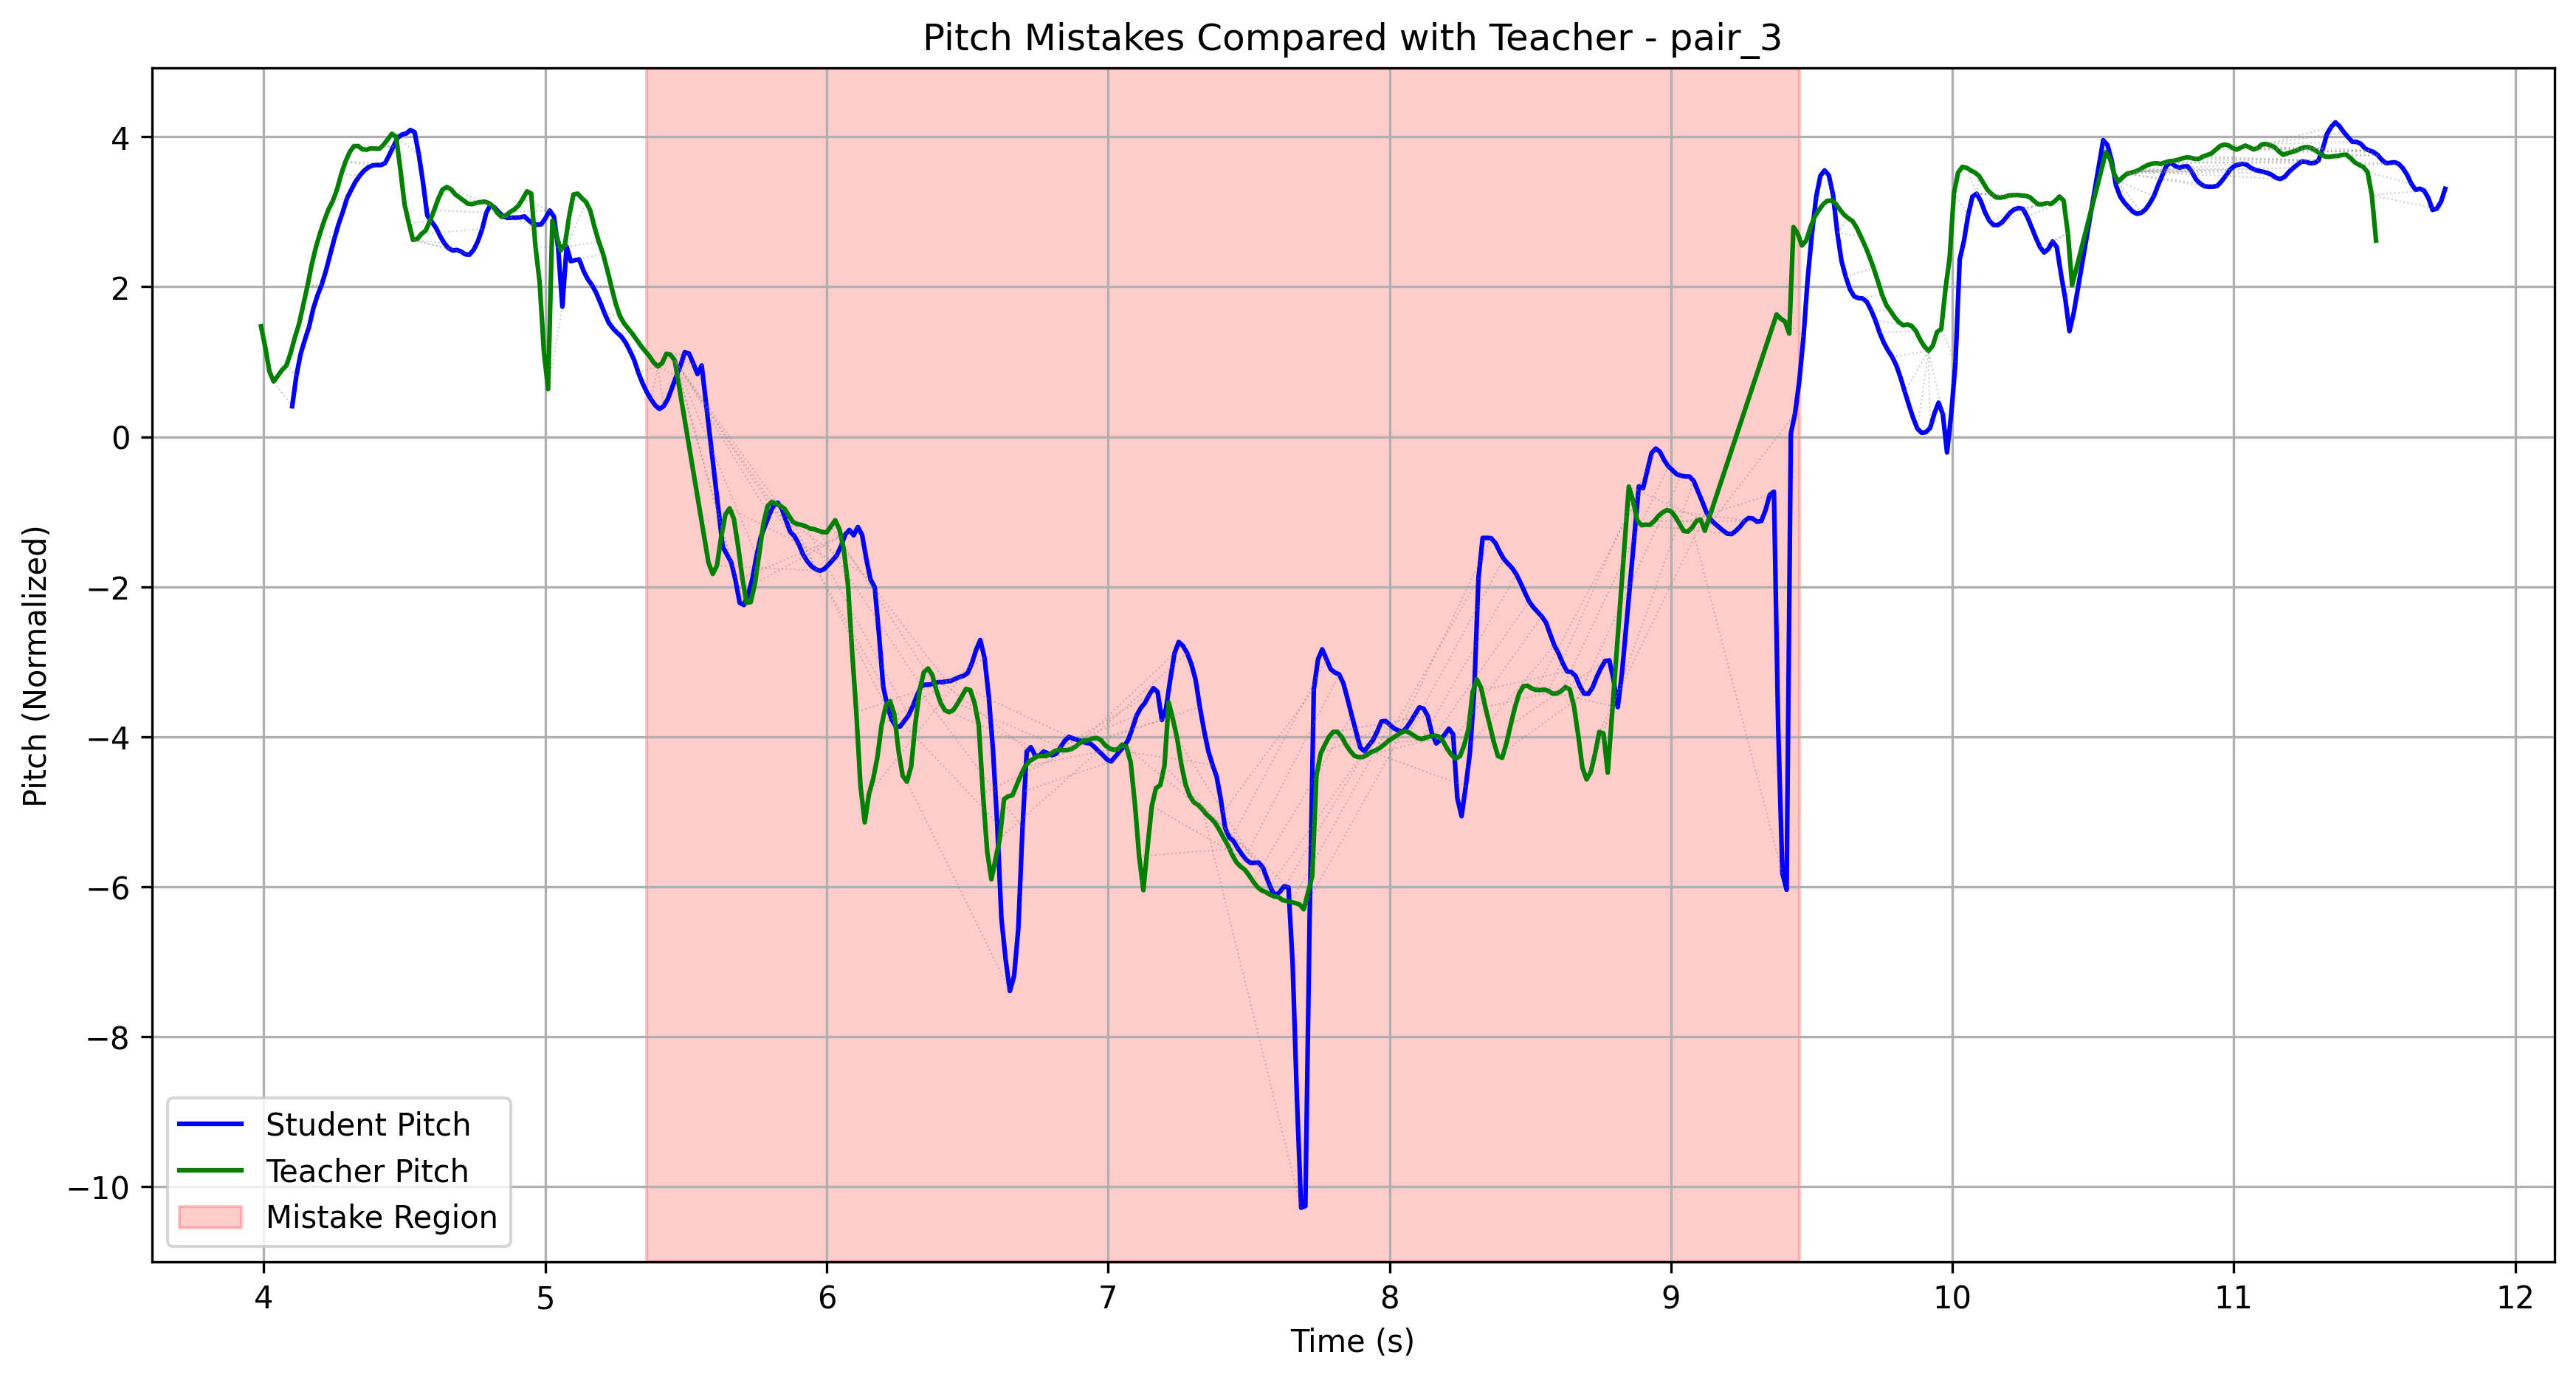 Pitch Mistakes Compared with Teacher - pair_3
Pitch (Normalized)
4
2
0
−2
−4
−6
−8
−10
Student Pitch
Teacher Pitch
Mistake Region
4 5 6 7 8 9 10 11 12
Time (s)